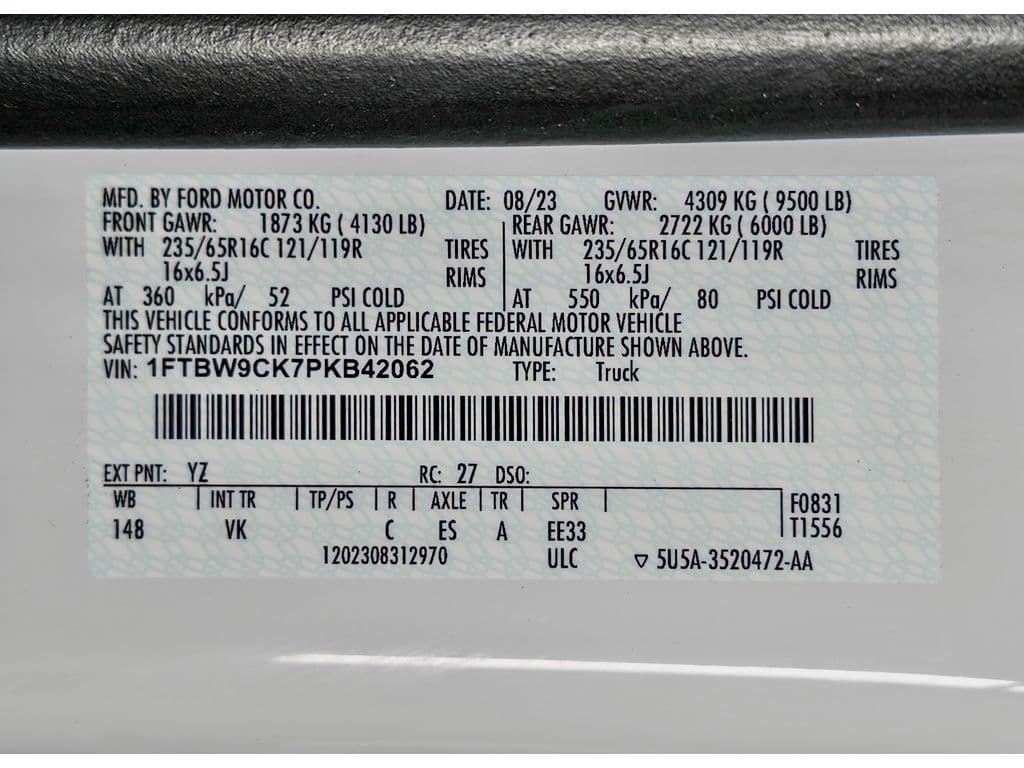 MFD. BY FORD MOTOR CO. DATE: 08/23 GVWR: 4309 KG ( 9500 LB)
FRONT GAWR: 1873 KG ( 4130 LB) REAR GAWR: 2722 KG ( 6000 LB)
WITH 235/65R16C 121/119R TIRES WITH 235/65R16C 121/119R TIRES
16x6.5J RIMS 16x6.5J RIMS
AT 360 kPa/ 52 PSI COLD AT 550 kPa/ 80 PSI COLD
THIS VEHICLE CONFORMS TO ALL APPLICABLE FEDERAL MOTOR VEHICLE
SAFETY STANDARDS IN EFFECT ON THE DATE OF MANUFACTURE SHOWN ABOVE.
VIN: 1FTBW9CK7PKB42062 TYPE: Truck
EXT PNT: YZ RC: 27 DSO:
WB | INT TR | TP/PS | R | AXLE | TR | SPR | F0831
148 VK C ES A EE33 T1556
1202308312970 ULC ▽ 5U5A-3520472-AA